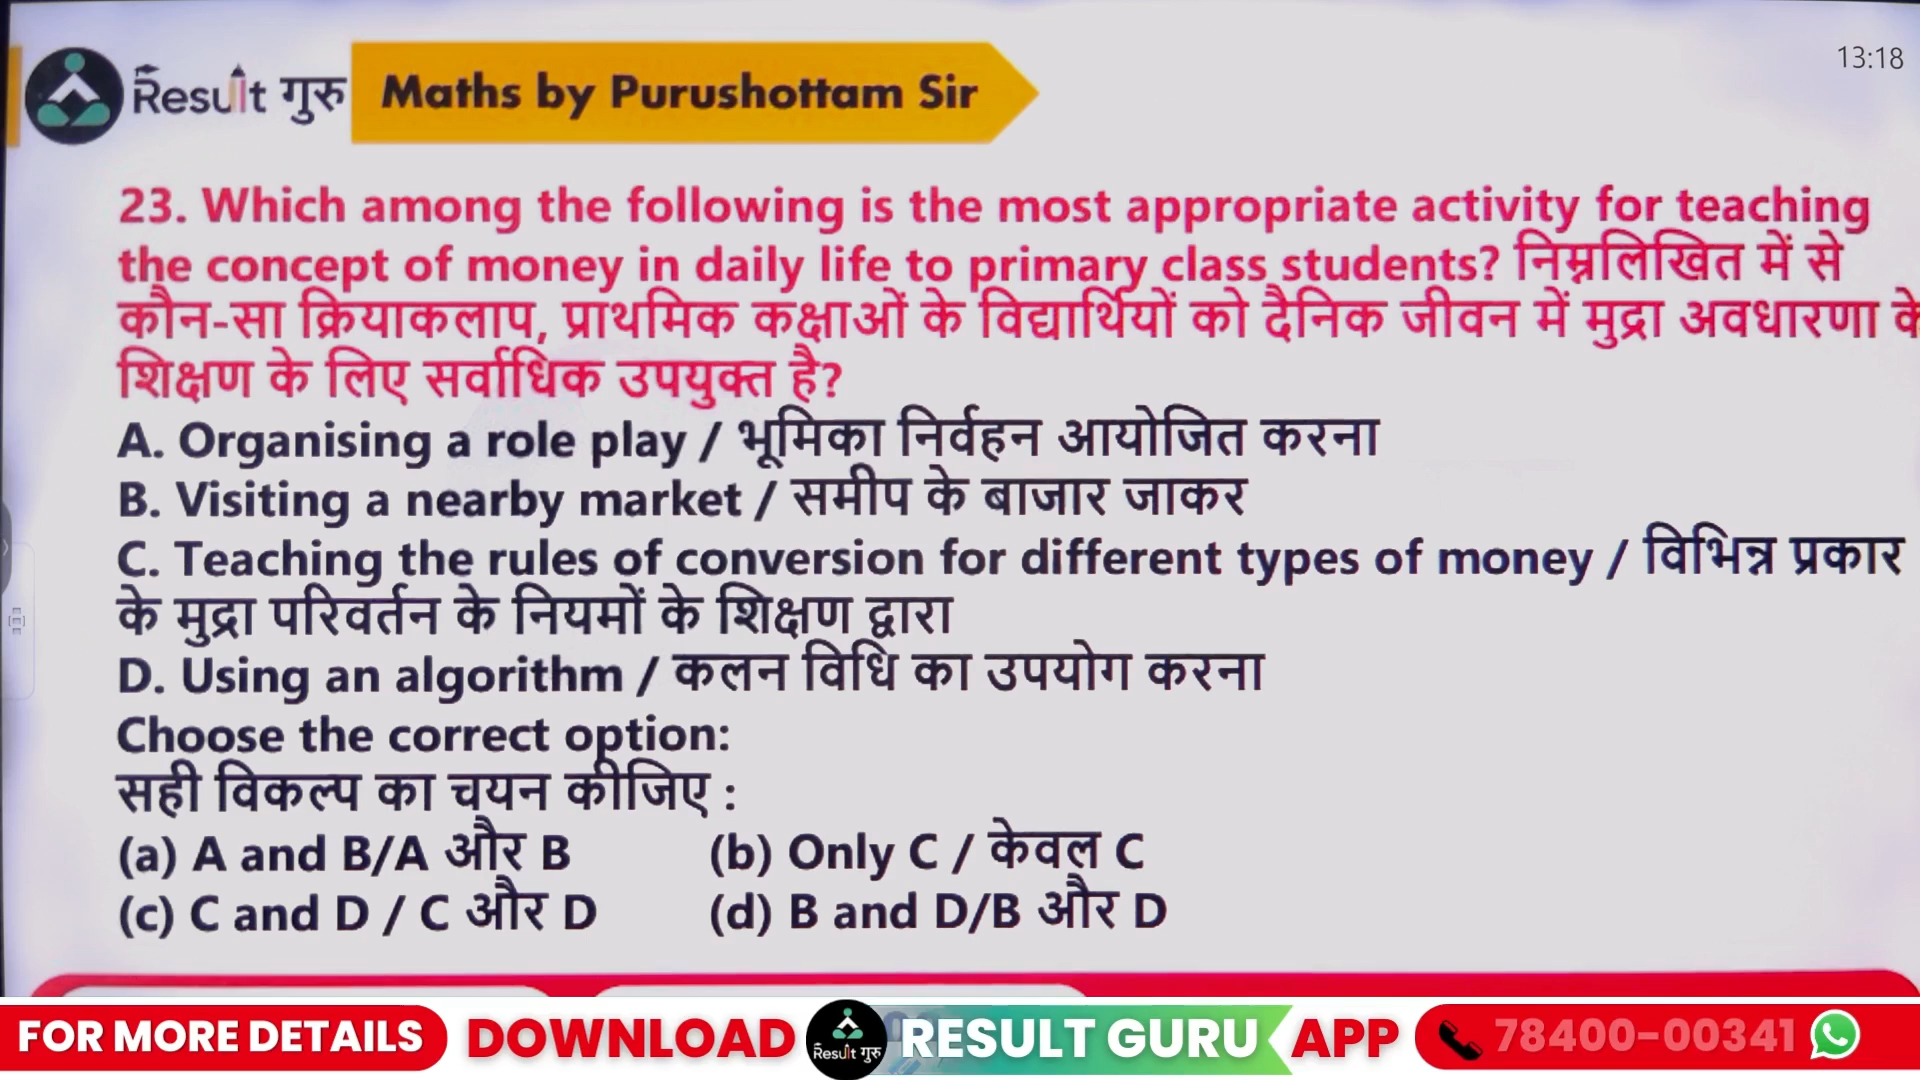 Result गुरु Maths by Purushottam Sir
13:18
23. Which among the following is the most appropriate activity for teaching
the concept of money in daily life to primary class students? निम्नलिखित में से
कौन-सा क्रियाकलाप, प्राथमिक कक्षाओं के विद्यार्थियों को दैनिक जीवन में मुद्रा अवधारणा के
शिक्षण के लिए सर्वाधिक उपयुक्त है?
A. Organising a role play / भूमिका निर्वहन आयोजित करना
B. Visiting a nearby market / समीप के बाजार जाकर
C. Teaching the rules of conversion for different types of money / विभिन्न प्रकार
के मुद्रा परिवर्तन के नियमों के शिक्षण द्वारा
D. Using an algorithm / कलन विधि का उपयोग करना
Choose the correct option:
सही विकल्प का चयन कीजिए :
(a) A and B/A और B (b) Only C / केवल C
(c) C and D / C और D (d) B and D/B और D
FOR MORE DETAILS DOWNLOAD Result गुरु RESULT GURU APP 78400-00341